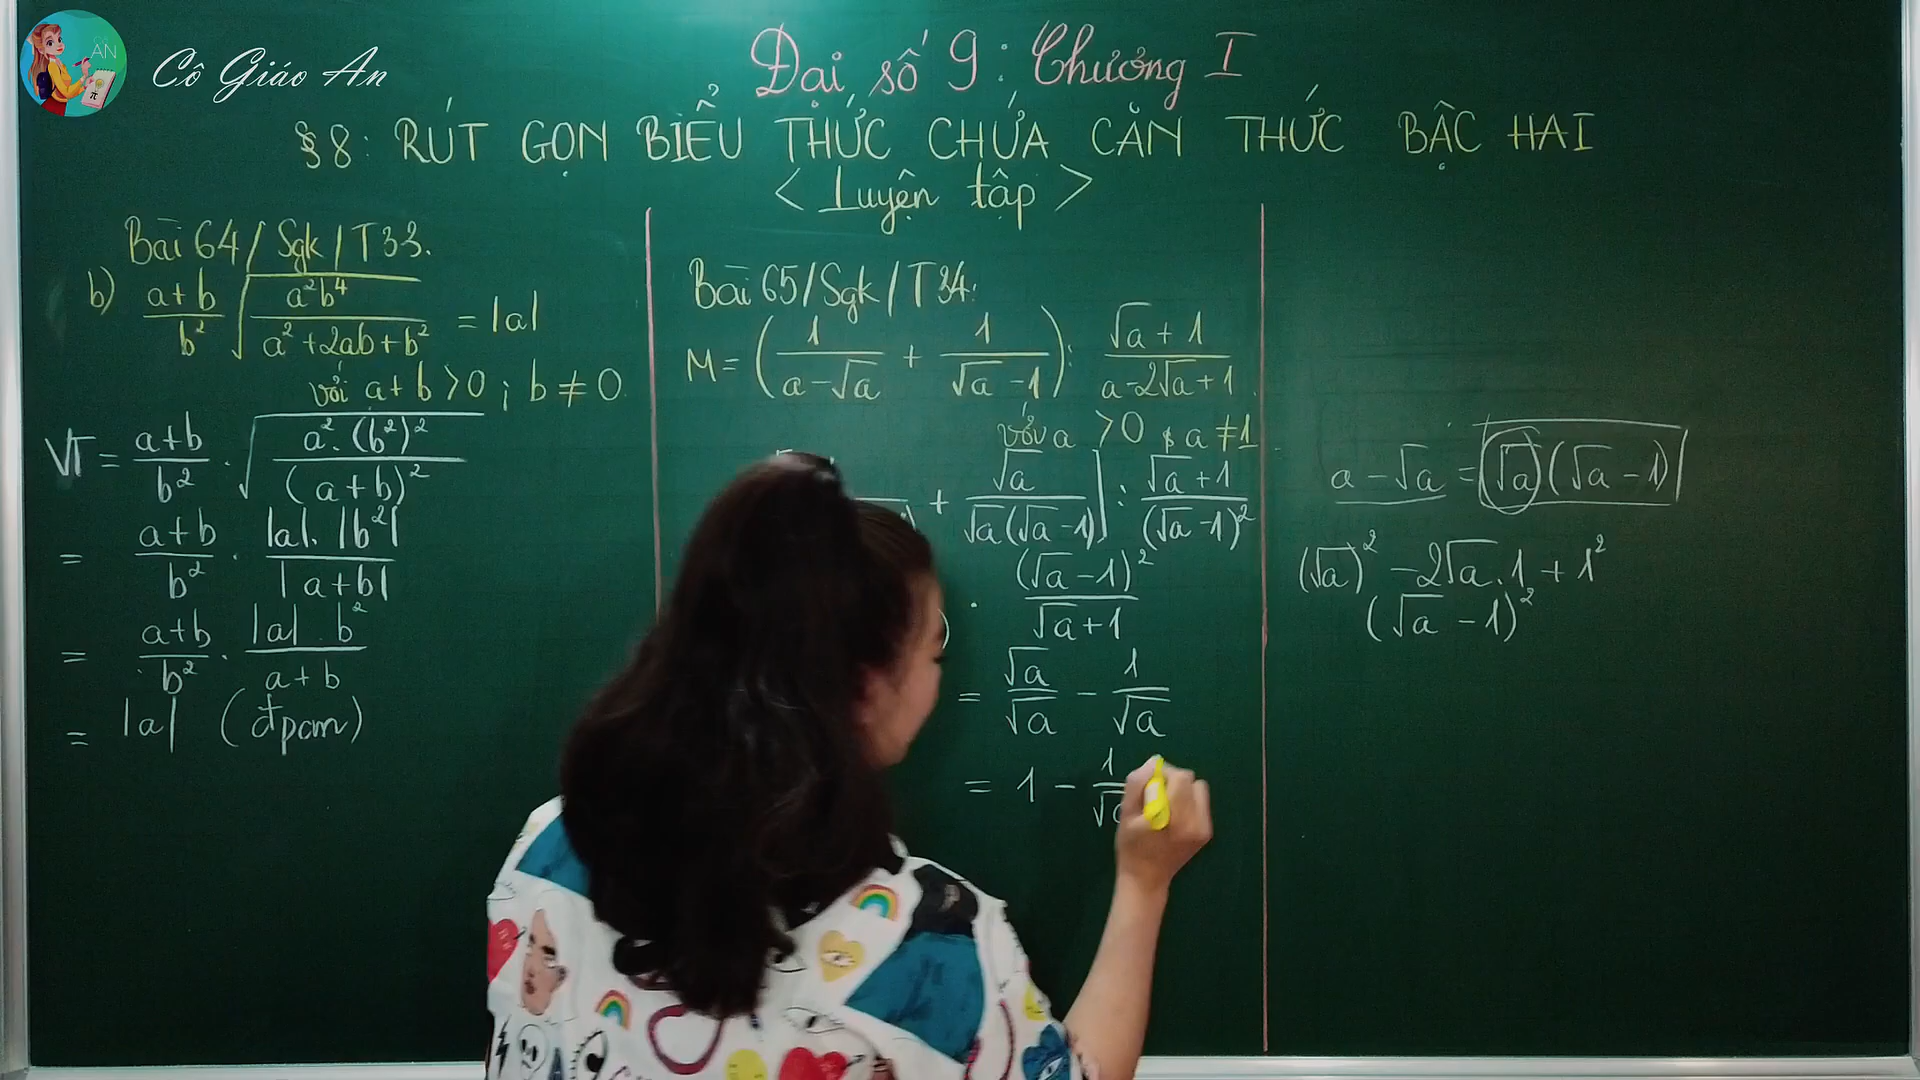 AN
Cô Giáo An
Đại số 9: Chương I
§8: RÚT GỌN BIỂU THỨC CHỨA CĂN THỨC BẬC HAI
< Luyện tập >
Bài 64/Sgk/T33.
b) (a+b)/b² √(a²b⁴/(a²+2ab+b²)) = |a|
với a+b>0 ; b≠0
VT = (a+b)/b² . √(a².(b²)²/(a+b)²)
= (a+b)/b² . |a|.|b²|/|a+b|
= (a+b)/b² . |a|.b²/(a+b)
= |a| (đpcm)
Bài 65/Sgk/T34:
M = (1/(a-√a) + 1/(√a-1)) : (√a+1)/(a-2√a+1)
với a >0 & a≠1
+ √a/(√a(√a-1))] : (√a+1)/(√a-1)²
. (√a-1)²/(√a+1)
= √a/√a - 1/√a
= 1 - 1/√a
a-√a = (√a)(√a-1)
(√a)² - 2√a.1 + 1²
(√a-1)²